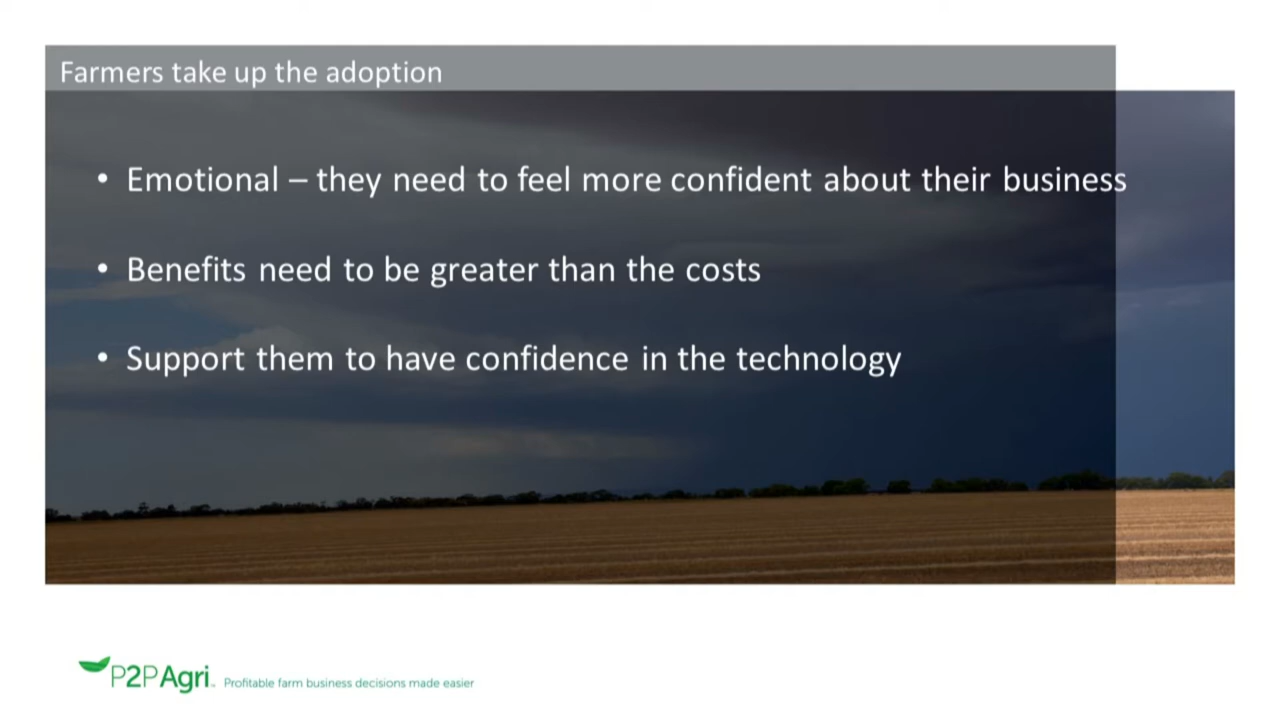 Farmers take up the adoption
• Emotional – they need to feel more confident about their business
• Benefits need to be greater than the costs
• Support them to have confidence in the technology
P2PAgri™ Profitable farm business decisions made easier